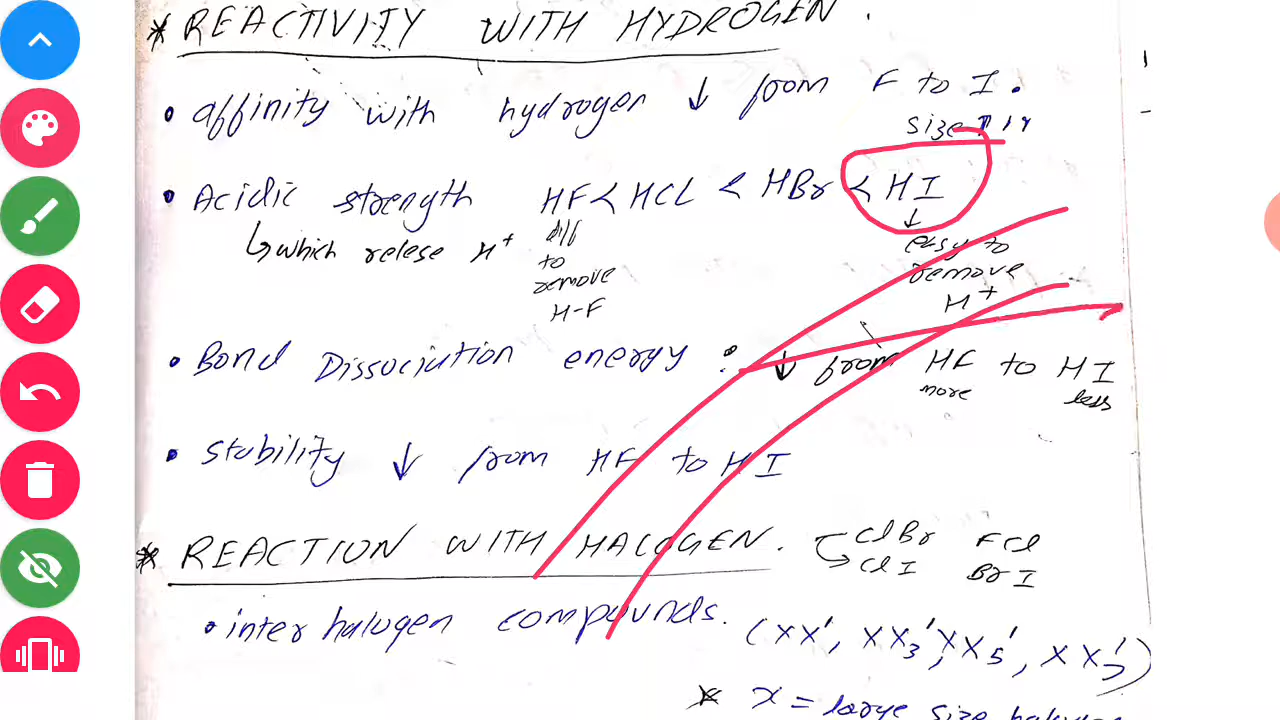 * REACTIVITY WITH HYDROGEN.
• affinity with hydrogen ↓ from F to I.
size ↑
• Acidic strength HF < HCL < HBr < HI
↳ which relese H+
diff to remove H-F
↓ easy to remove H+
• Bond Dissociution energy : ↓ from HF to HI
more less
• stubility ↓ from HF to HI
* REACTION WITH HALOGEN. ClBr FCl
ClI BrI
• inter halogen compounds. (XX', XX3', XX5', XX7')
* X = large size